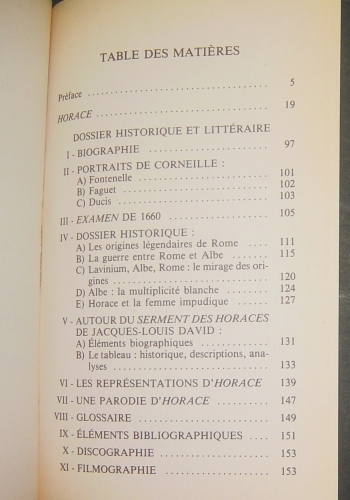 TABLE DES MATIÈRES
Préface .......... 5
HORACE .......... 19
DOSSIER HISTORIQUE ET LITTÉRAIRE
I - BIOGRAPHIE .......... 97
II - PORTRAITS DE CORNEILLE :
A) Fontenelle .......... 101
B) Faguet .......... 102
C) Ducis .......... 103
III - EXAMEN DE 1660 .......... 105
IV - DOSSIER HISTORIQUE :
A) Les origines légendaires de Rome .... 111
B) La guerre entre Rome et Albe .... 115
C) Lavinium, Albe, Rome : le mirage des ori-
gines .......... 120
D) Albe : la multiplicité blanche .... 124
E) Horace et la femme impudique .... 127
V - AUTOUR DU SERMENT DES HORACES
DE JACQUES-LOUIS DAVID :
A) Éléments biographiques .......... 131
B) Le tableau : historique, descriptions, ana-
lyses .......... 133
VI - LES REPRÉSENTATIONS D'HORACE 139
VII - UNE PARODIE D'HORACE .......... 147
VIII - GLOSSAIRE .......... 149
IX - ÉLÉMENTS BIBLIOGRAPHIQUES .... 151
X - DISCOGRAPHIE .......... 153
XI - FILMOGRAPHIE .......... 153